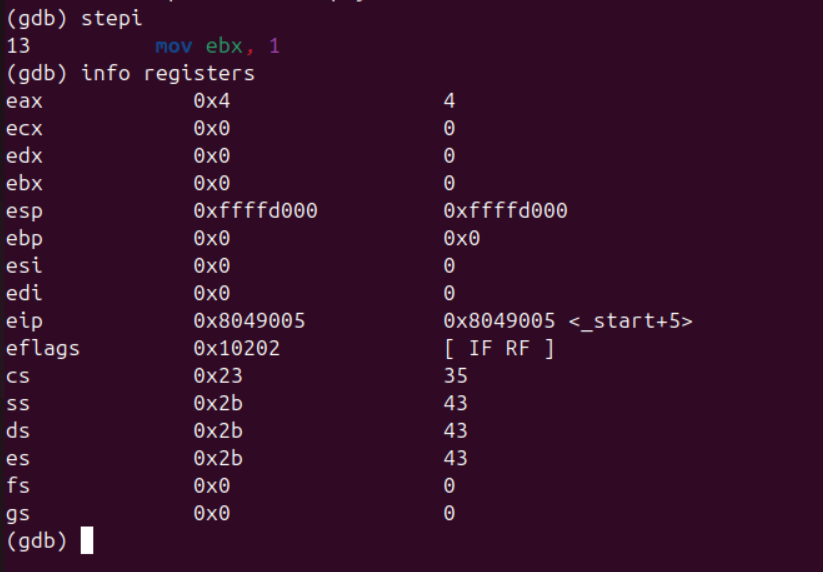 (gdb) stepi
13 mov ebx, 1
(gdb) info registers
eax 0x4 4
ecx 0x0 0
edx 0x0 0
ebx 0x0 0
esp 0xffffd000 0xffffd000
ebp 0x0 0x0
esi 0x0 0
edi 0x0 0
eip 0x8049005 0x8049005 <_start+5>
eflags 0x10202 [ IF RF ]
cs 0x23 35
ss 0x2b 43
ds 0x2b 43
es 0x2b 43
fs 0x0 0
gs 0x0 0
(gdb)